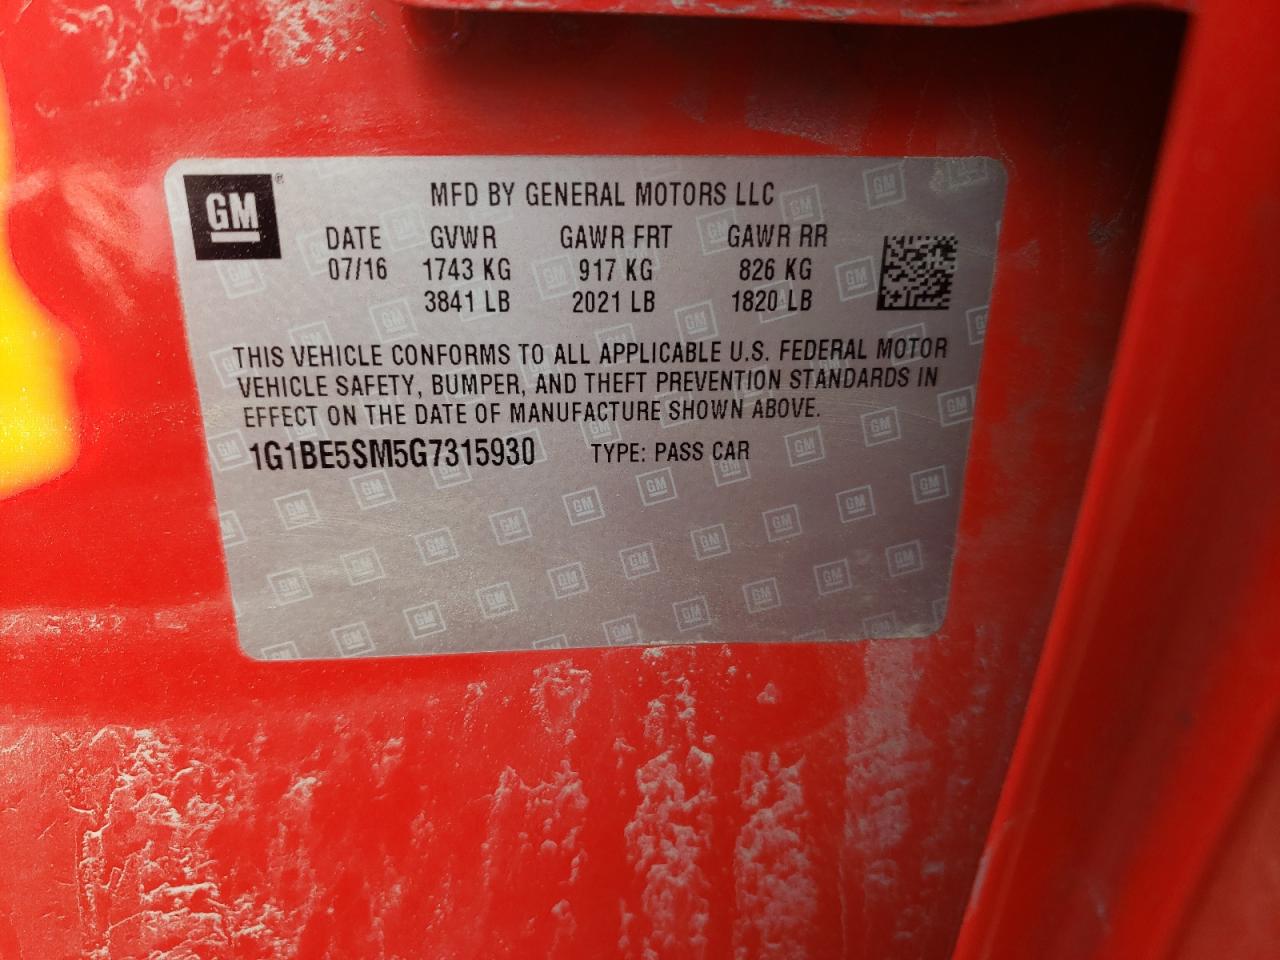 GM®
MFD BY GENERAL MOTORS LLC
DATE GVWR GAWR FRT GAWR RR
07/16 1743 KG 917 KG 826 KG
3841 LB 2021 LB 1820 LB
THIS VEHICLE CONFORMS TO ALL APPLICABLE U.S. FEDERAL MOTOR
VEHICLE SAFETY, BUMPER, AND THEFT PREVENTION STANDARDS IN
EFFECT ON THE DATE OF MANUFACTURE SHOWN ABOVE.
1G1BE5SM5G7315930 TYPE: PASS CAR